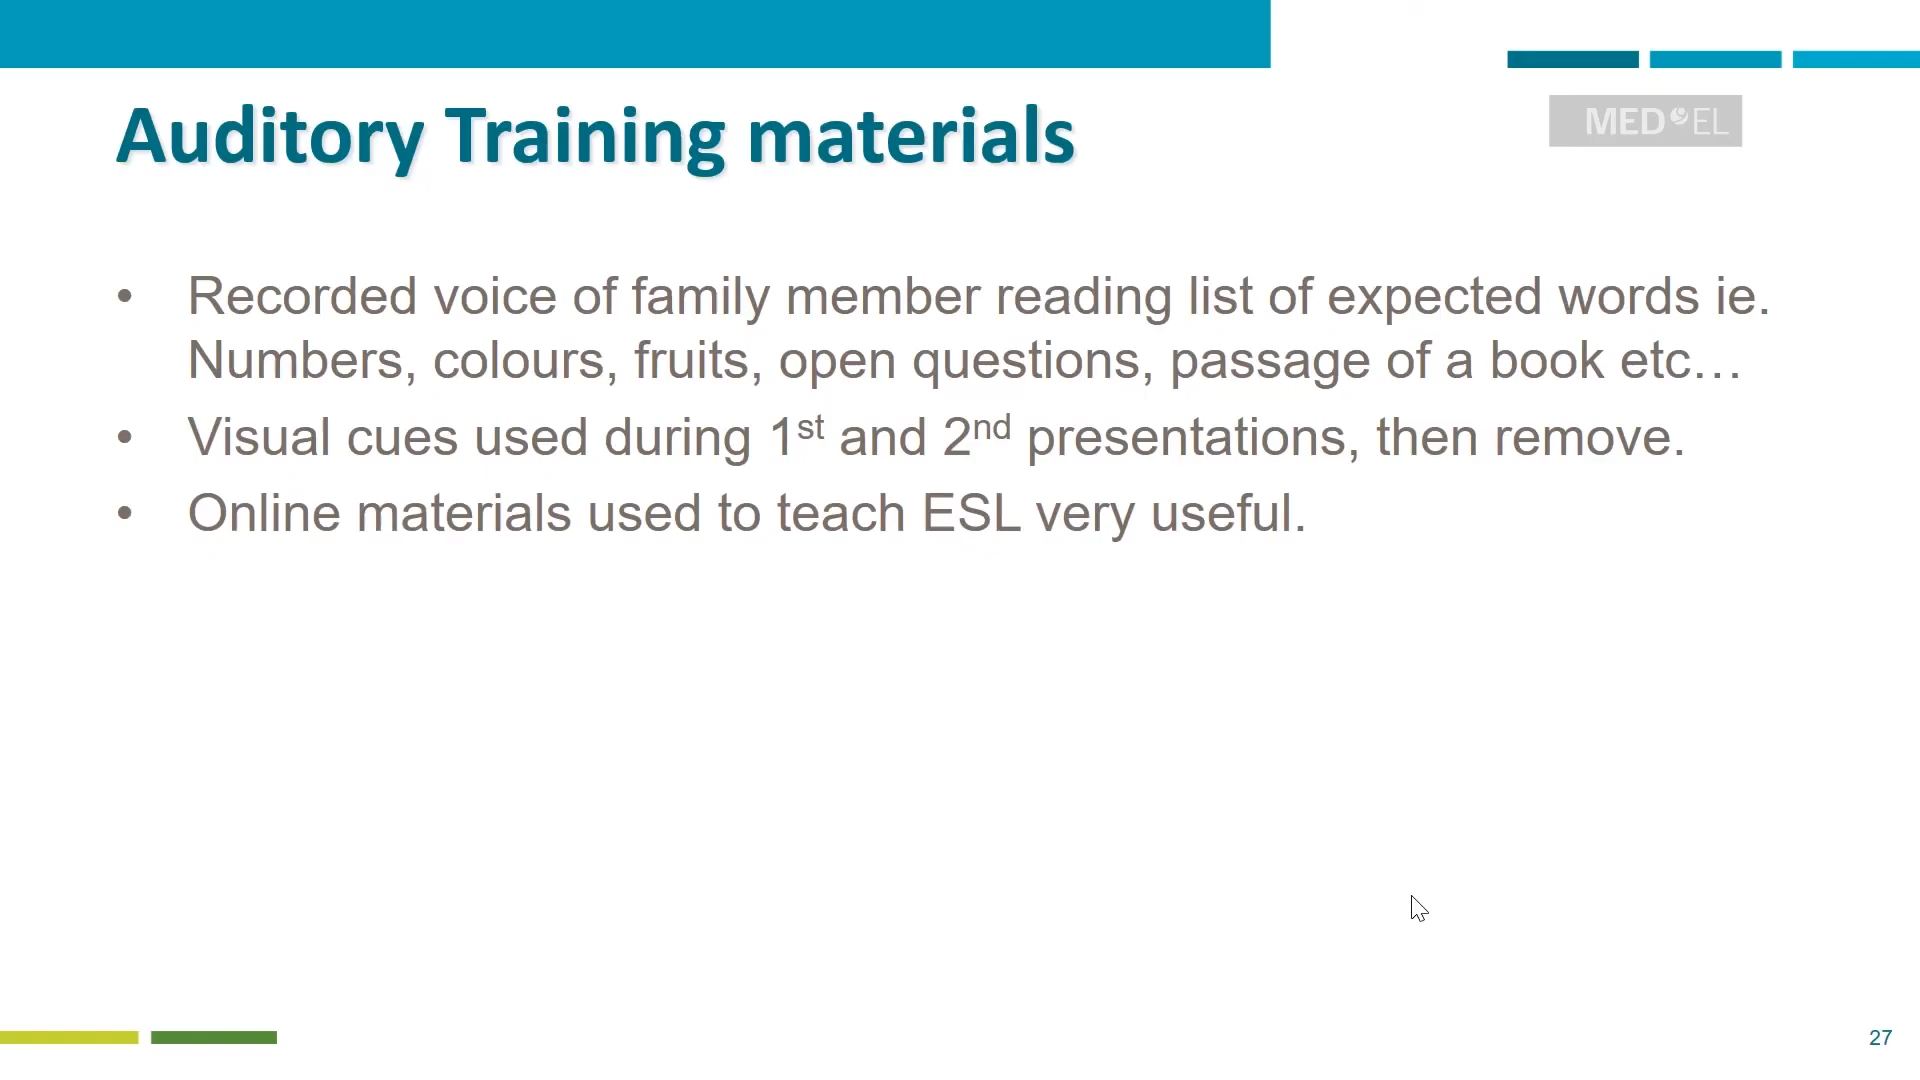 Auditory Training materials
MED EL
• Recorded voice of family member reading list of expected words ie.
Numbers, colours, fruits, open questions, passage of a book etc…
• Visual cues used during 1st and 2nd presentations, then remove.
• Online materials used to teach ESL very useful.
27